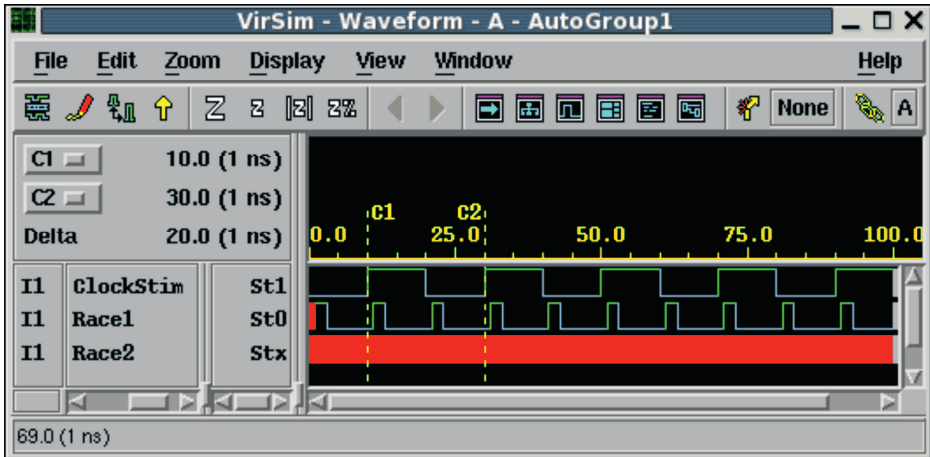 VirSim - Waveform - A - AutoGroup1
File Edit Zoom Display View Window Help
Z Z |Z| Z% None A
C1 10.0 (1 ns)
C2 30.0 (1 ns)
Delta 20.0 (1 ns)
C1 C2
0.0 25.0 50.0 75.0 100.0
I1 ClockStim St1
I1 Race1 St0
I1 Race2 Stx
69.0 (1 ns)